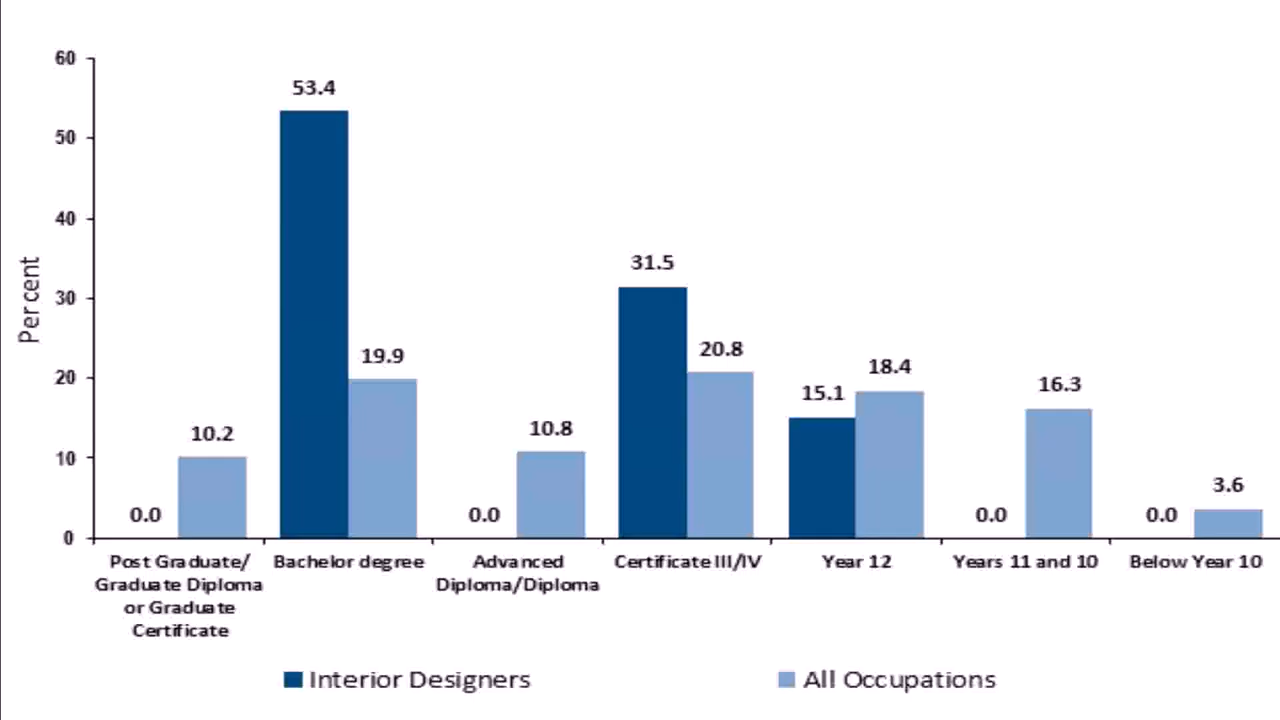 60
53.4
50
40
31.5
30
20.8
19.9
18.4
20
16.3
15.1
10.8
10.2
10
3.6
0.0
0.0
0.0
0.0
0
Per cent
Post Graduate/
Graduate Diploma
or Graduate
Certificate
Bachelor degree
Advanced
Diploma/Diploma
Certificate III/IV
Year 12
Years 11 and 10
Below Year 10
Interior Designers
All Occupations